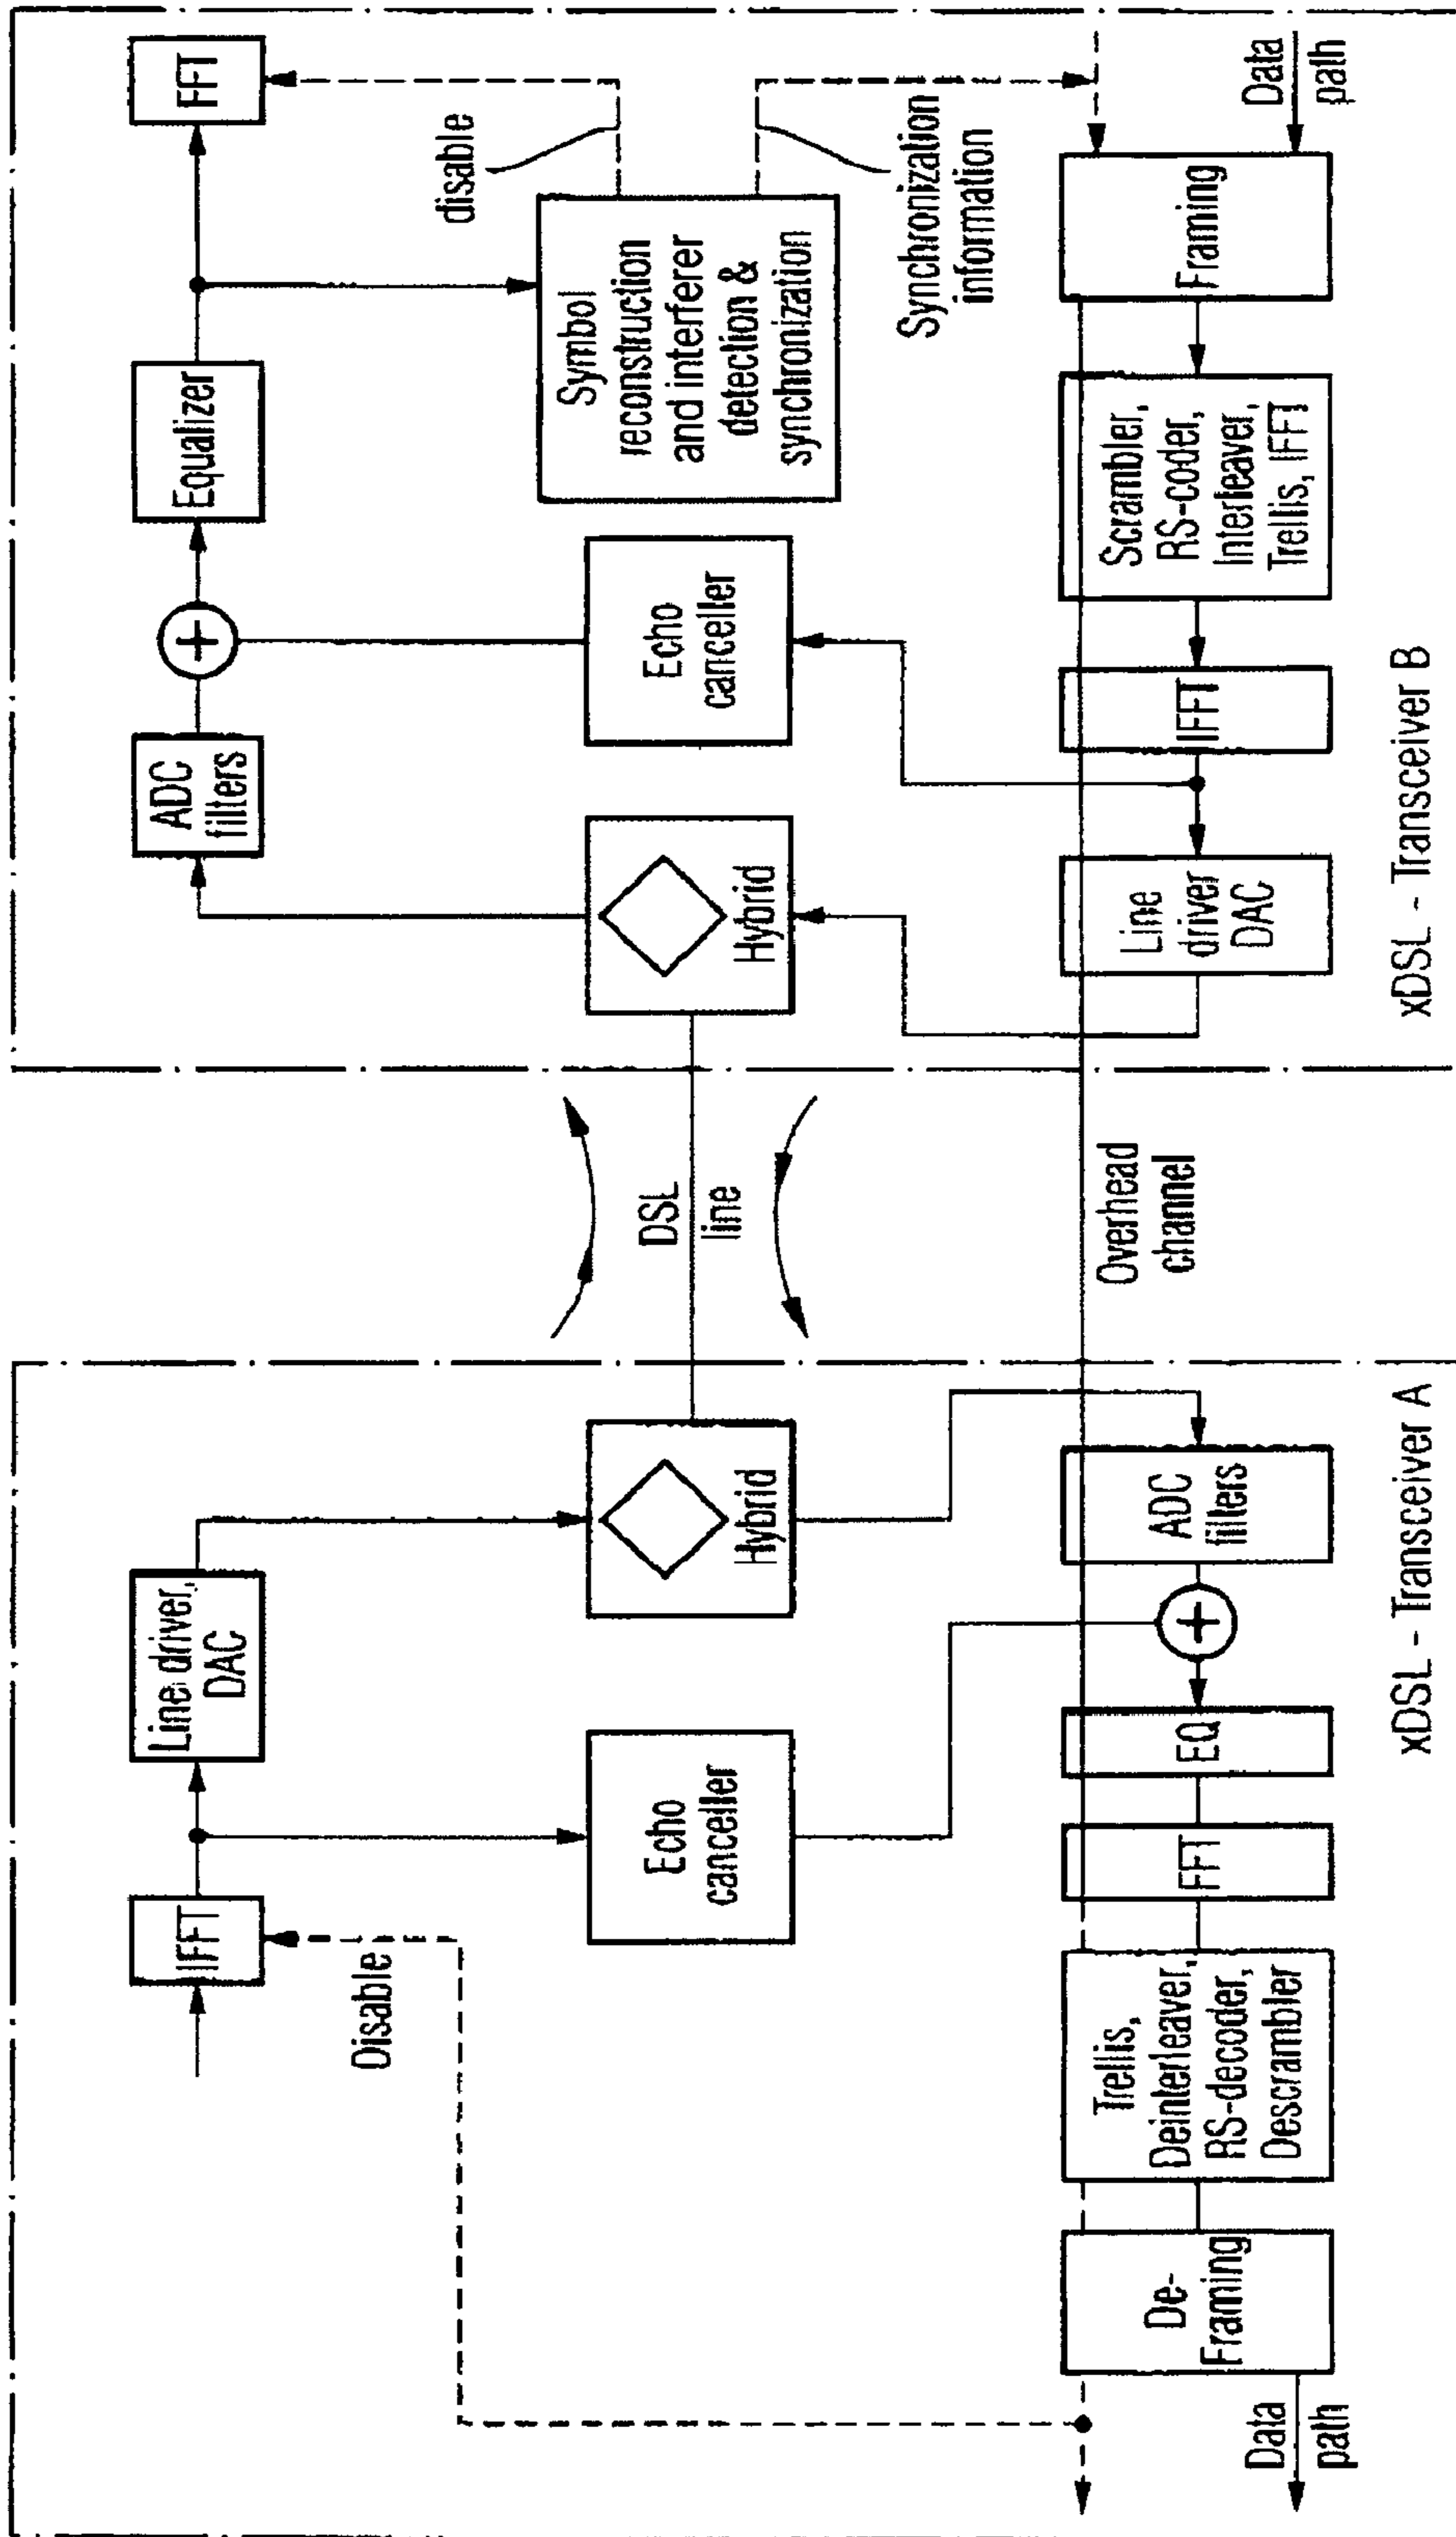 IFFT
Line driver,
DAC
Disable
Echo
canceller
Hybrid
Trellis,
Deinterleaver,
RS-decoder,
Descrambler
De-
Framing
FFT
EQ
ADC
filters
Data
path
xDSL - Transceiver A
DSL
line
Overhead
channel
ADC
filters
Equalizer
FFT
disable
Hybrid
Echo
canceller
Symbol
reconstruction
and interferer
detection &
synchronization
Synchronization
information
Line
driver
DAC
IFFT
Scrambler,
RS-coder,
Interleaver,
Trellis, IFFT
Framing
Data
path
xDSL - Transceiver B